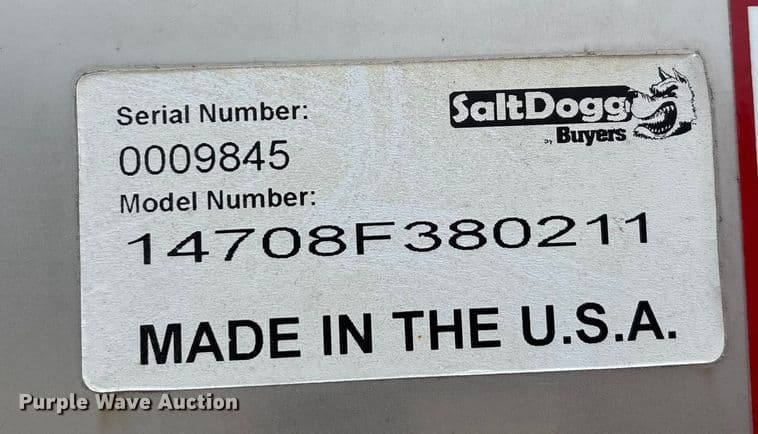 Serial Number:
0009845
Model Number:
14708F380211
MADE IN THE U.S.A.
SaltDogg
by Buyers
Purple Wave Auction